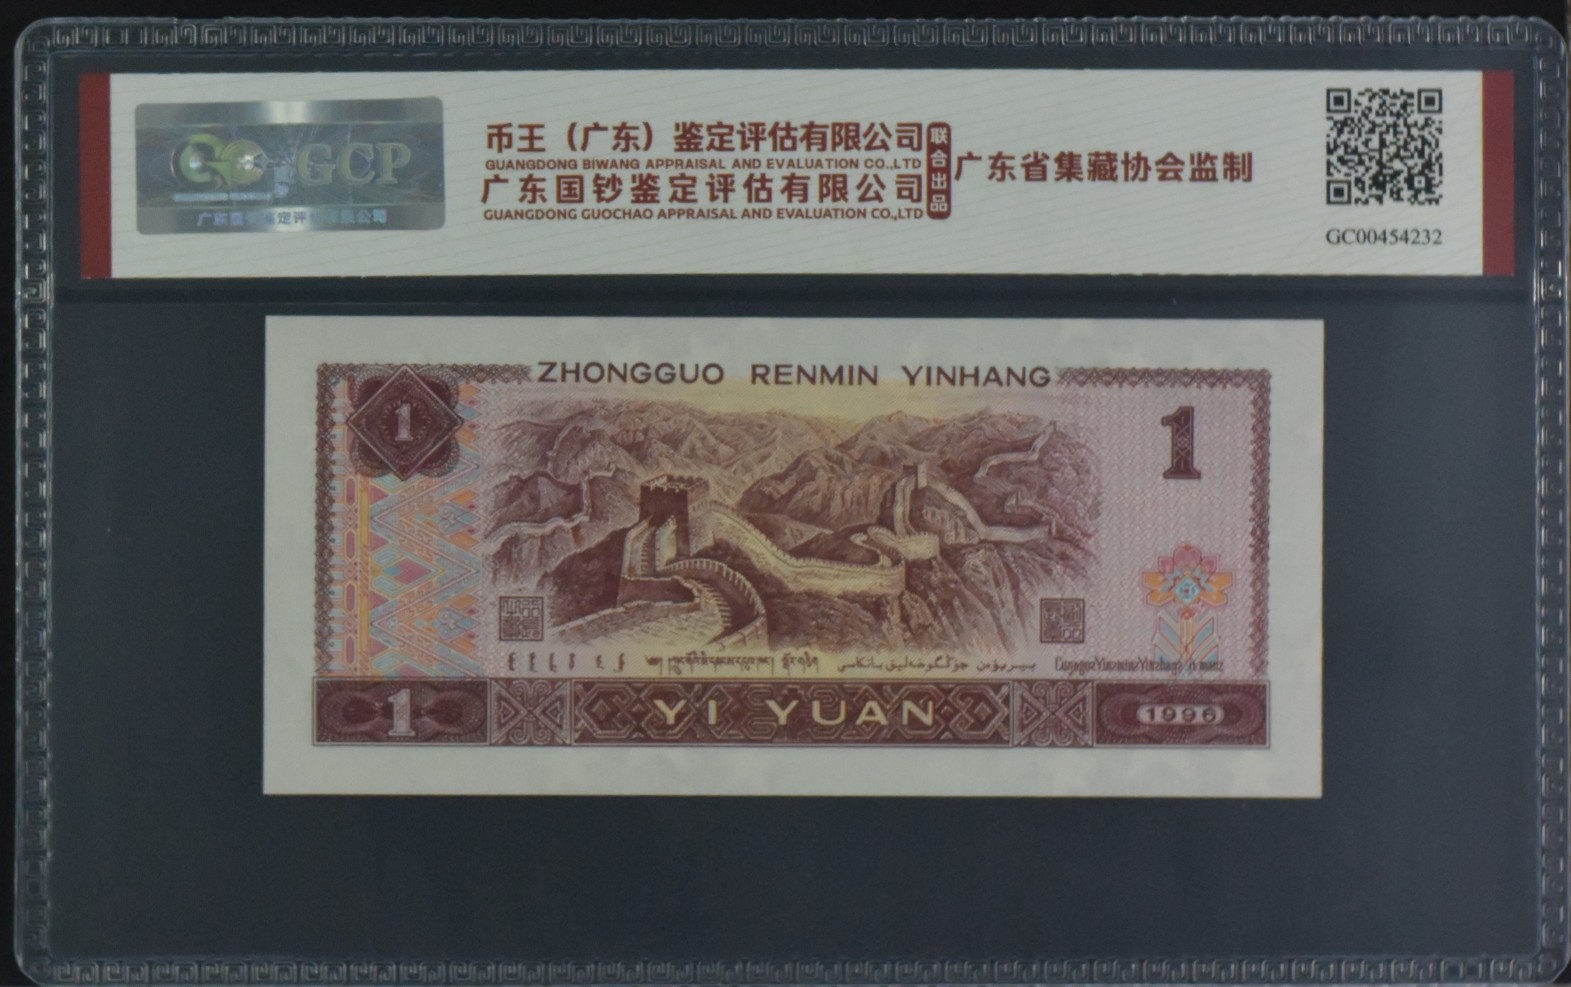 GCP
币王（广东）鉴定评估有限公司
GUANGDONG BIWANG APPRAISAL AND EVALUATION CO.,LTD
广东国钞鉴定评估有限公司
GUANGDONG GUOCHAO APPRAISAL AND EVALUATION CO.,LTD
联合出品
广东省集藏协会监制
GC00454232
ZHONGGUO RENMIN YINHANG
1
1
1
YI YUAN
1996